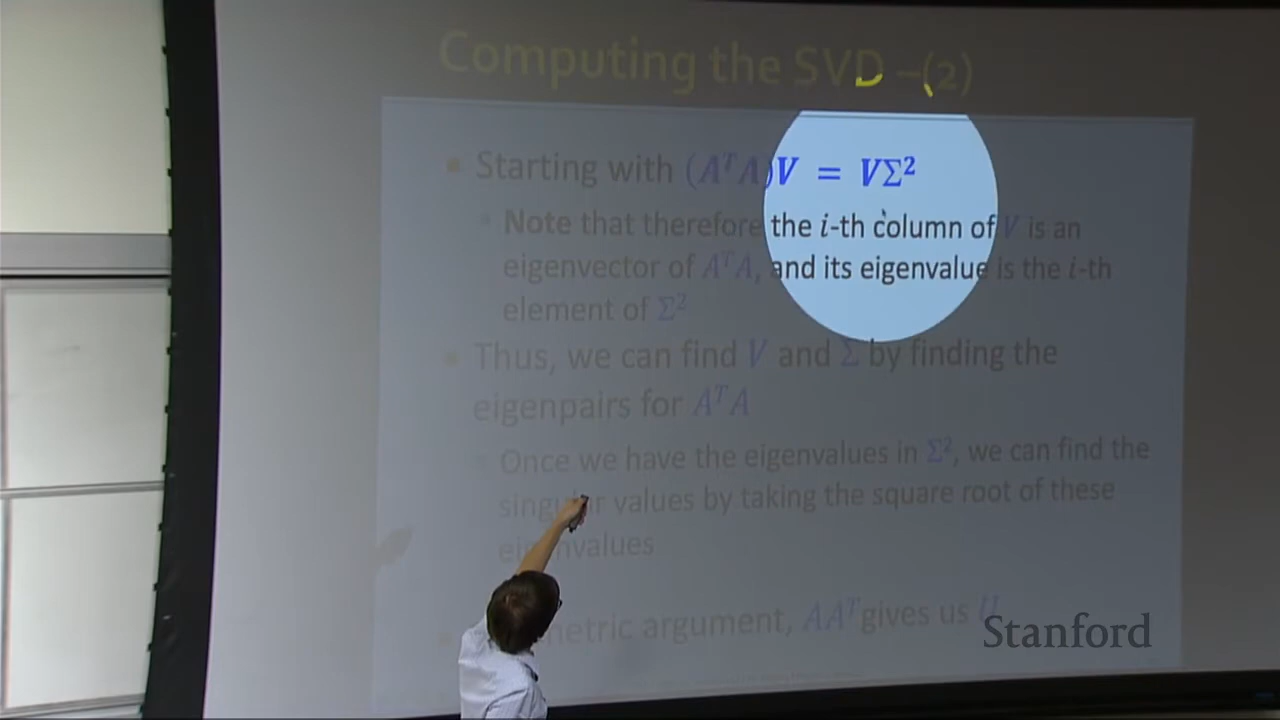 Computing the SVD –(2)
Starting with (AᵀA)V = VΣ²
Note that therefore the i-th column of V is an
eigenvector of AᵀA, and its eigenvalue is the i-th
element of Σ²
Thus, we can find V and Σ by finding the
eigenpairs for AᵀA
Once we have the eigenvalues in Σ², we can find the
singular values by taking the square root of these
eigenvalues
metric argument, AAᵀ gives us U
Stanford